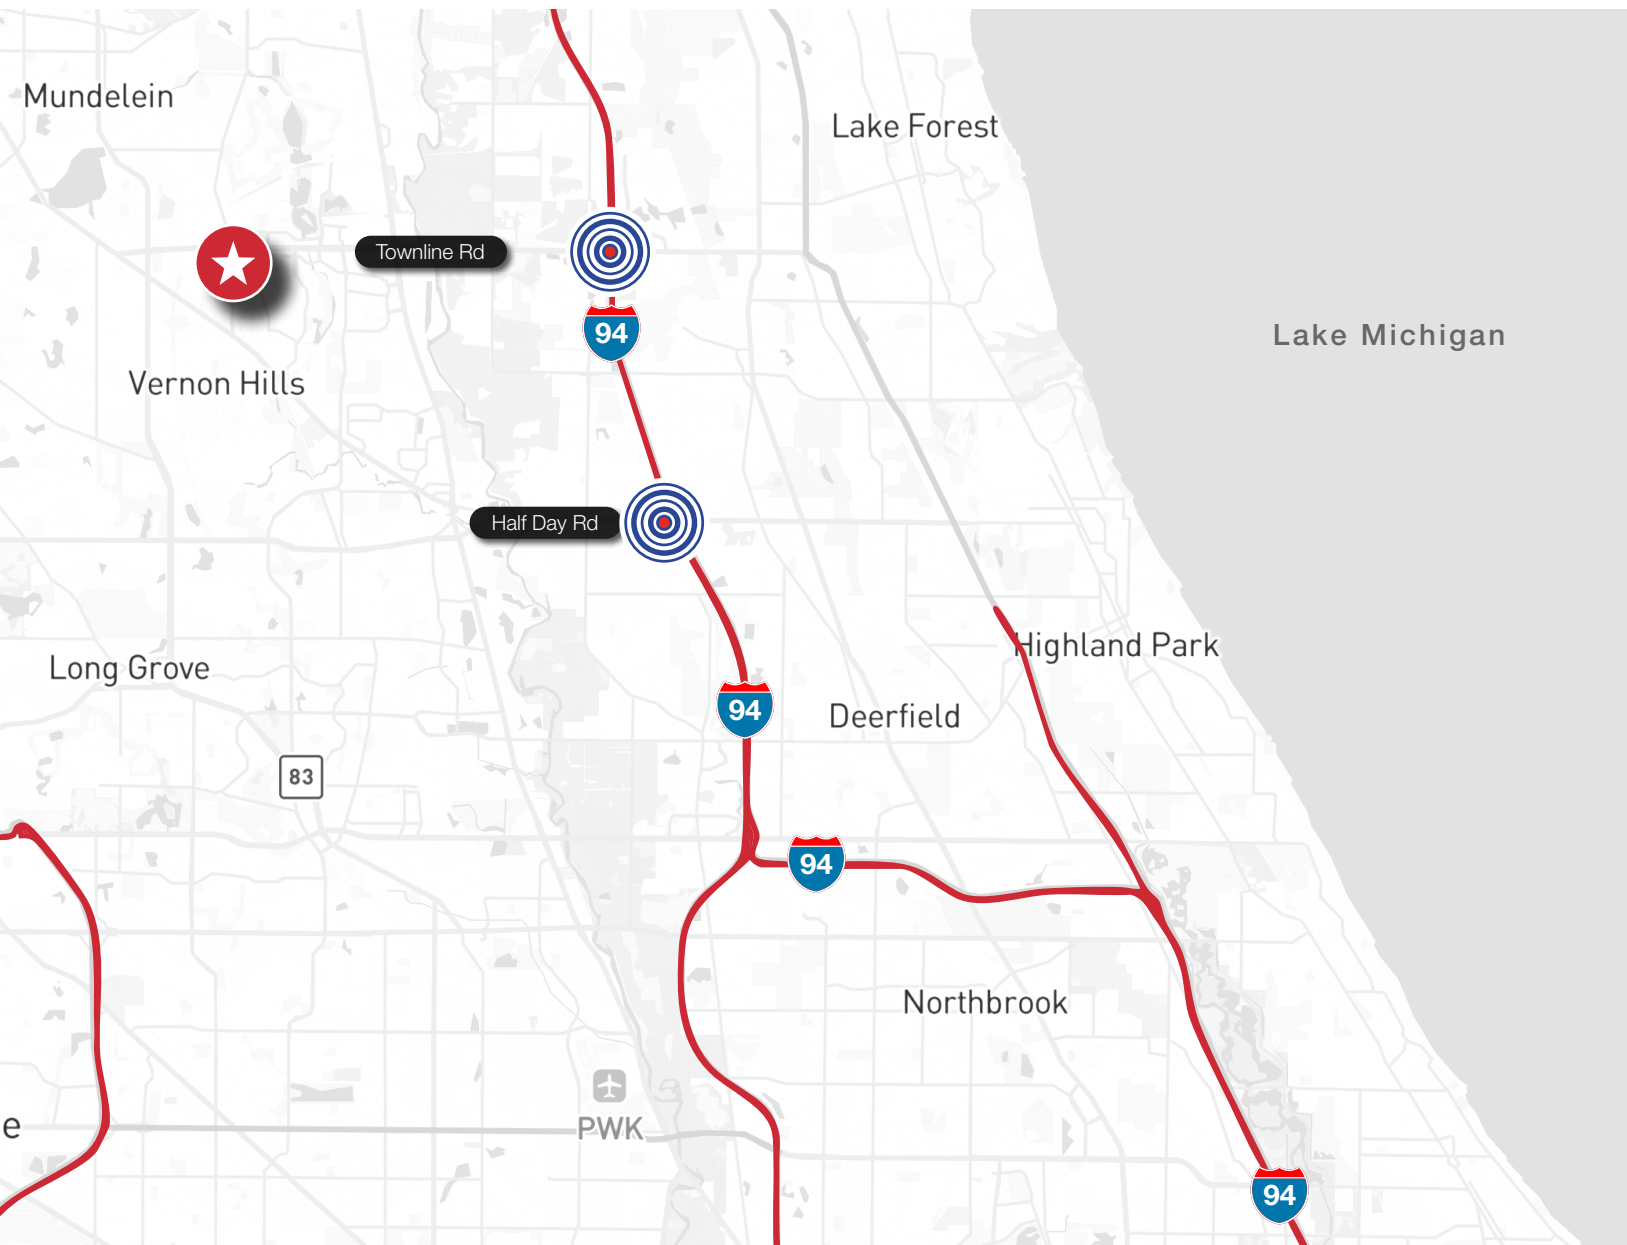 Mundelein
Lake Forest
Townline Rd
94
Lake Michigan
Vernon Hills
Half Day Rd
Highland Park
Long Grove
94
Deerfield
83
94
Northbrook
PWK
e
94